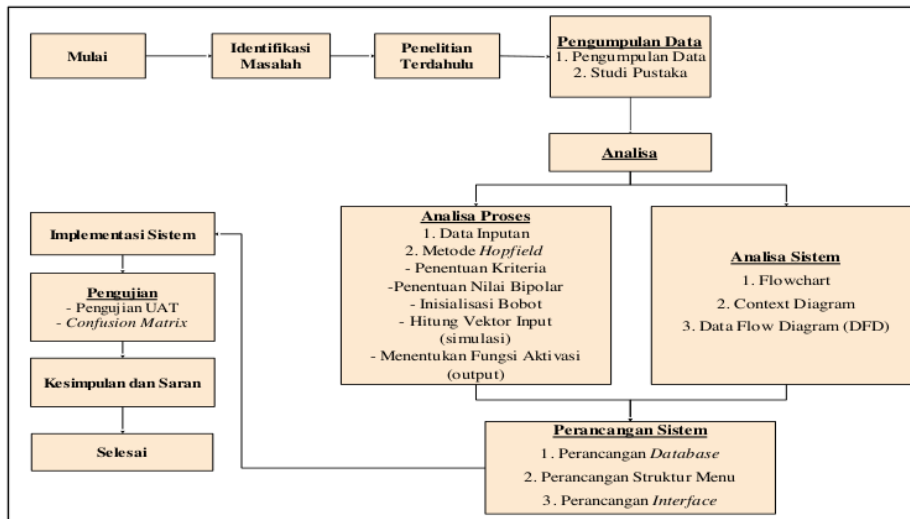 Mulai
Identifikasi
Masalah
Penelitian
Terdahulu
Pengumpulan Data
1. Pengumpulan Data
2. Studi Pustaka
Analisa
Analisa Proses
1. Data Inputan
2. Metode Hopfield
- Penentuan Kriteria
-Penentuan Nilai Bipolar
- Inisialisasi Bobot
- Hitung Vektor Input
(simulasi)
- Menentukan Fungsi Aktivasi
(output)
Analisa Sistem
1. Flowchart
2. Context Diagram
3. Data Flow Diagram (DFD)
Perancangan Sistem
1. Perancangan Database
2. Perancangan Struktur Menu
3. Perancangan Interface
Implementasi Sistem
Pengujian
- Pengujian UAT
- Confusion Matrix
Kesimpulan dan Saran
Selesai